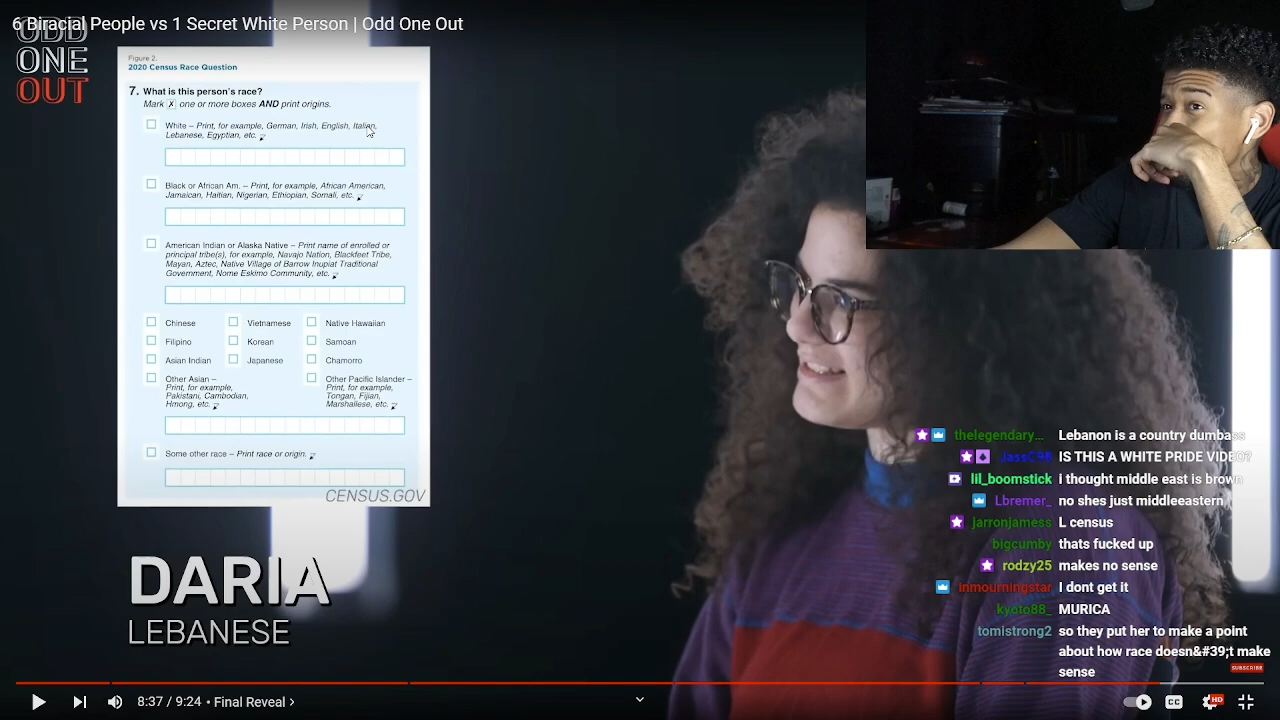 6 Biracial People vs 1 Secret White Person | Odd One Out
ODD
ONE
OUT
Figure 2.
2020 Census Race Question
7. What is this person's race?
Mark X one or more boxes AND print origins.
White – Print, for example, German, Irish, English, Italian,
Lebanese, Egyptian, etc.
Black or African Am. – Print, for example, African American,
Jamaican, Haitian, Nigerian, Ethiopian, Somali, etc.
American Indian or Alaska Native – Print name of enrolled or
principal tribe(s), for example, Navajo Nation, Blackfeet Tribe,
Mayan, Aztec, Native Village of Barrow Inupiat Traditional
Government, Nome Eskimo Community, etc.
Chinese Vietnamese Native Hawaiian
Filipino Korean Samoan
Asian Indian Japanese Chamorro
Other Asian – Other Pacific Islander –
Print, for example, Print, for example,
Pakistani, Cambodian, Tongan, Fijian,
Hmong, etc. Marshallese, etc.
Some other race – Print race or origin.
CENSUS.GOV
DARIA
LEBANESE
thelegendary... Lebanon is a country dumbass
JassC98 IS THIS A WHITE PRIDE VIDEO?
lil_boomstick I thought middle east is brown
Lbremer_ no shes just middleeastern
jarronjamess L census
bigcumby thats fucked up
rodzy25 makes no sense
inmourningstar I dont get it
kyoto88_ MURICA
tomistrong2 so they put her to make a point
about how race doesn&#39;t make
sense
SUBSCRIBE
8:37 / 9:24 • Final Reveal
CC
HD